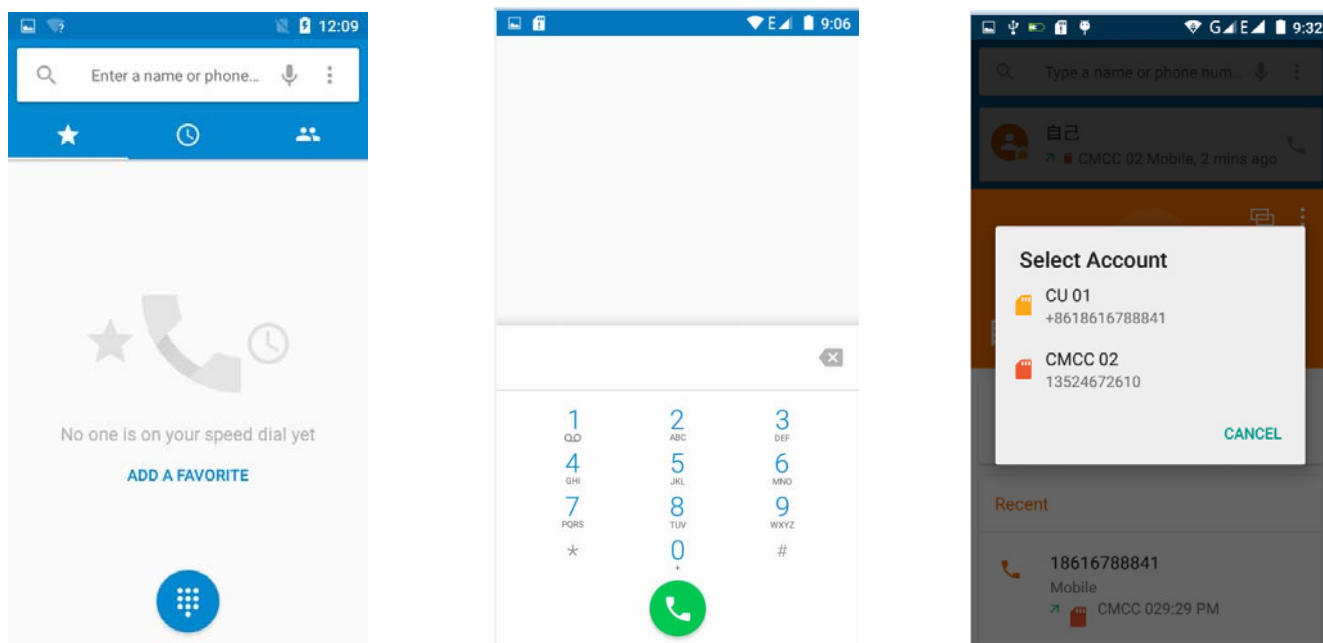 12:09
Enter a name or phone...
No one is on your speed dial yet
ADD A FAVORITE
E 9:06
1 2 3
ABC DEF
4 5 6
GHI JKL MNO
7 8 9
PQRS TUV WXYZ
* 0 #
+
G E 9:32
Type a name or phone num...
自己
CMCC 02 Mobile, 2 mins ago
Select Account
CU 01
+8618616788841
CMCC 02
13524672610
CANCEL
Recent
18616788841
Mobile
CMCC 029:29 PM